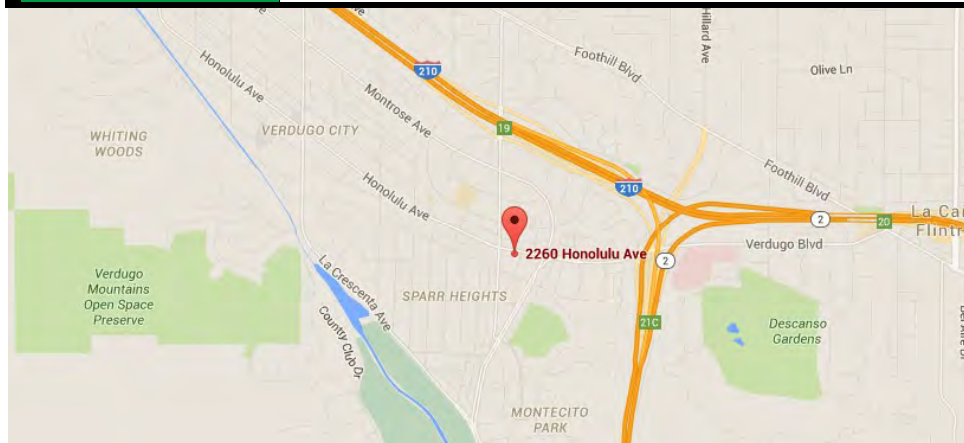 Hillard Ave
Foothill Blvd
Olive Ln
Honolulu Ave
210
Montrose Ave
WHITING
WOODS
VERDUGO CITY
19
Foothill Blvd
Honolulu Ave
210
2
20
La Ca
Flintr
2260 Honolulu Ave
Verdugo Blvd
2
La Crescenta Ave
Verdugo
Mountains
Open Space
Preserve
SPARR HEIGHTS
Country Club Dr
21C
Descanso
Gardens
MONTECITO
PARK